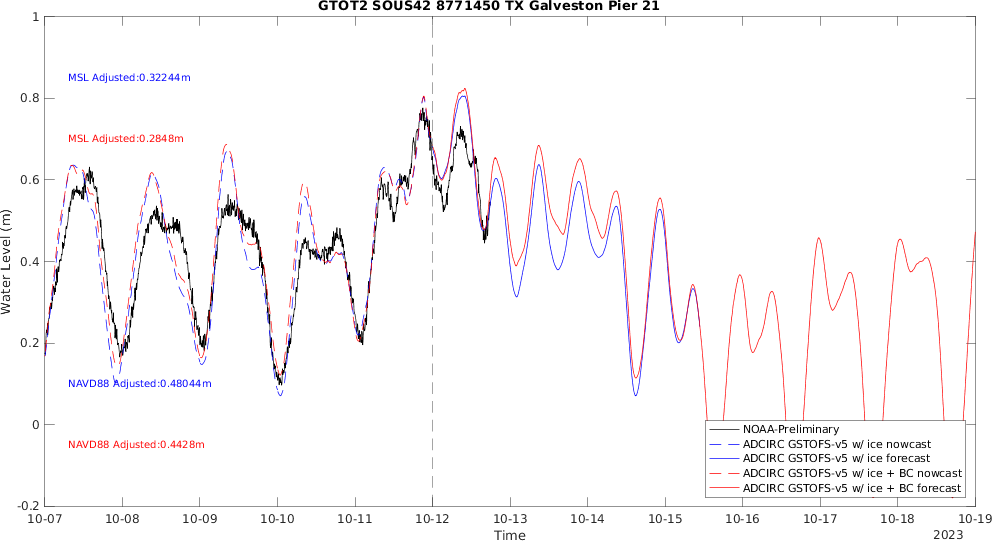 GTOT2 SOUS42 8771450 TX Galveston Pier 21
1
0.8
0.6
0.4
0.2
0
-0.2
Water Level (m)
MSL Adjusted:0.32244m
MSL Adjusted:0.2848m
NAVD88 Adjusted:0.48044m
NAVD88 Adjusted:0.4428m
NOAA-Preliminary
ADCIRC GSTOFS-v5 w/ ice nowcast
ADCIRC GSTOFS-v5 w/ ice forecast
ADCIRC GSTOFS-v5 w/ ice + BC nowcast
ADCIRC GSTOFS-v5 w/ ice + BC forecast
10-07 10-08 10-09 10-10 10-11 10-12 10-13 10-14 10-15 10-16 10-17 10-18 10-19
Time
2023